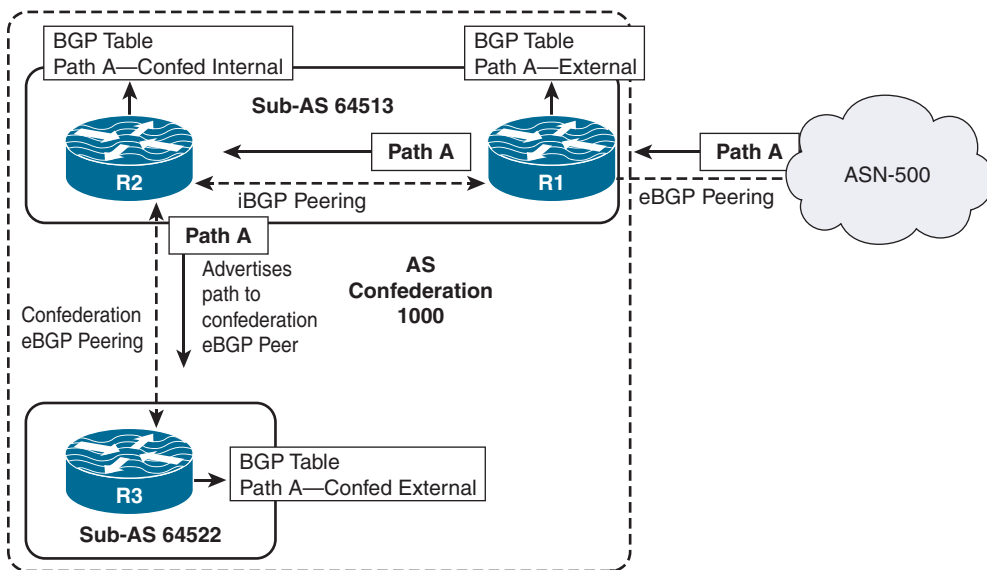 BGP Table
Path A—Confed Internal
BGP Table
Path A—External
Sub-AS 64513
Path A
Path A
R2
R1
iBGP Peering
eBGP Peering
ASN-500
Path A
Advertises
path to
confederation
eBGP Peer
AS
Confederation
1000
Confederation
eBGP Peering
R3
BGP Table
Path A—Confed External
Sub-AS 64522